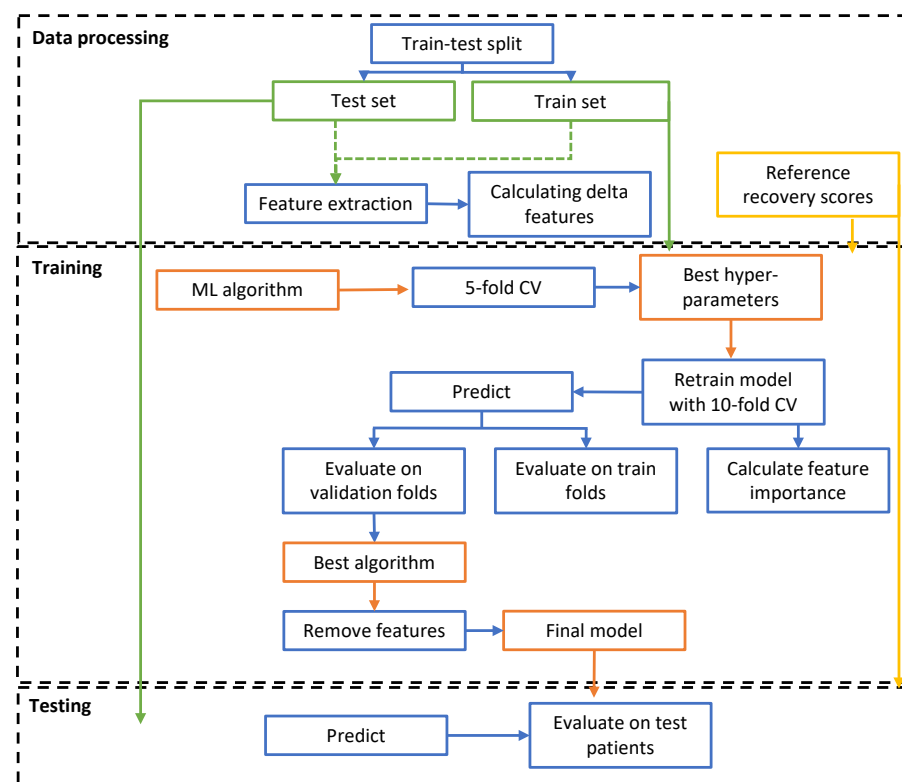 Data processing
Train-test split
Test set
Train set
Feature extraction
Calculating delta
features
Reference
recovery scores
Training
ML algorithm
5-fold CV
Best hyper-
parameters
Predict
Retrain model
with 10-fold CV
Evaluate on
validation folds
Evaluate on train
folds
Calculate feature
importance
Best algorithm
Remove features
Final model
Testing
Predict
Evaluate on test
patients